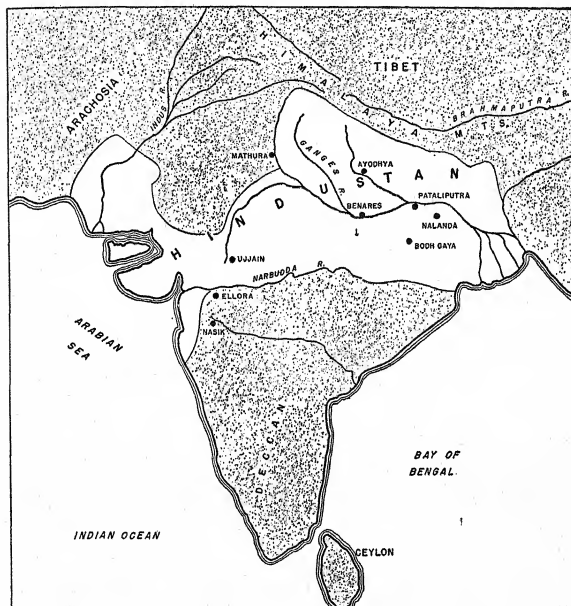 HIMALAYA MTS.
TIBET
ARACHOSIA
INDUS R.
BRAHMAPUTRA R.
MATHURA
GANGES R.
AYODHYA
HINDUSTAN
PATALIPUTRA
BENARES
NALANDA
BODH GAYA
UJJAIN
NARBUDDA R.
ELLORA
NASIK
ARABIAN
SEA
DECCAN
BAY OF
BENGAL
INDIAN OCEAN
CEYLON